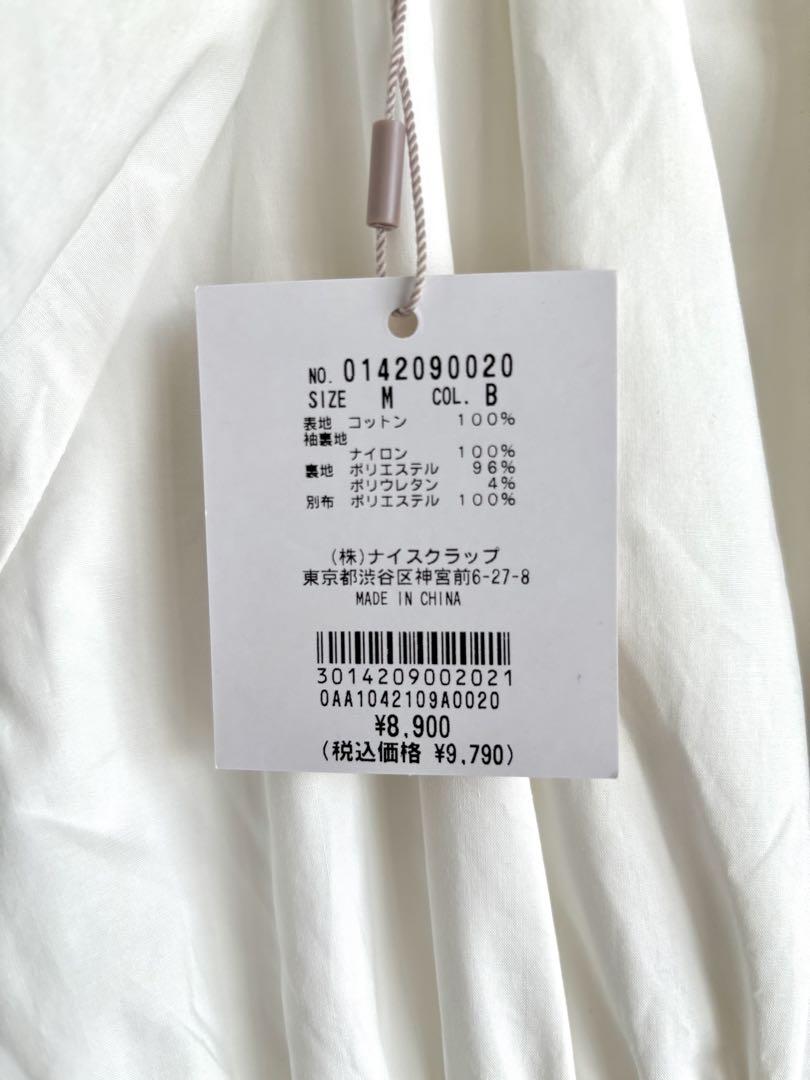 NO. 0142090020
SIZE M COL. B
表地 コットン 100%
袖裏地
ナイロン 100%
裏地 ポリエステル 96%
ポリウレタン 4%
別布 ポリエステル 100%
(株)ナイスクラップ
東京都渋谷区神宮前6-27-8
MADE IN CHINA
3014209002021
0AA1042109A0020
¥8,900
(税込価格 ¥9,790)